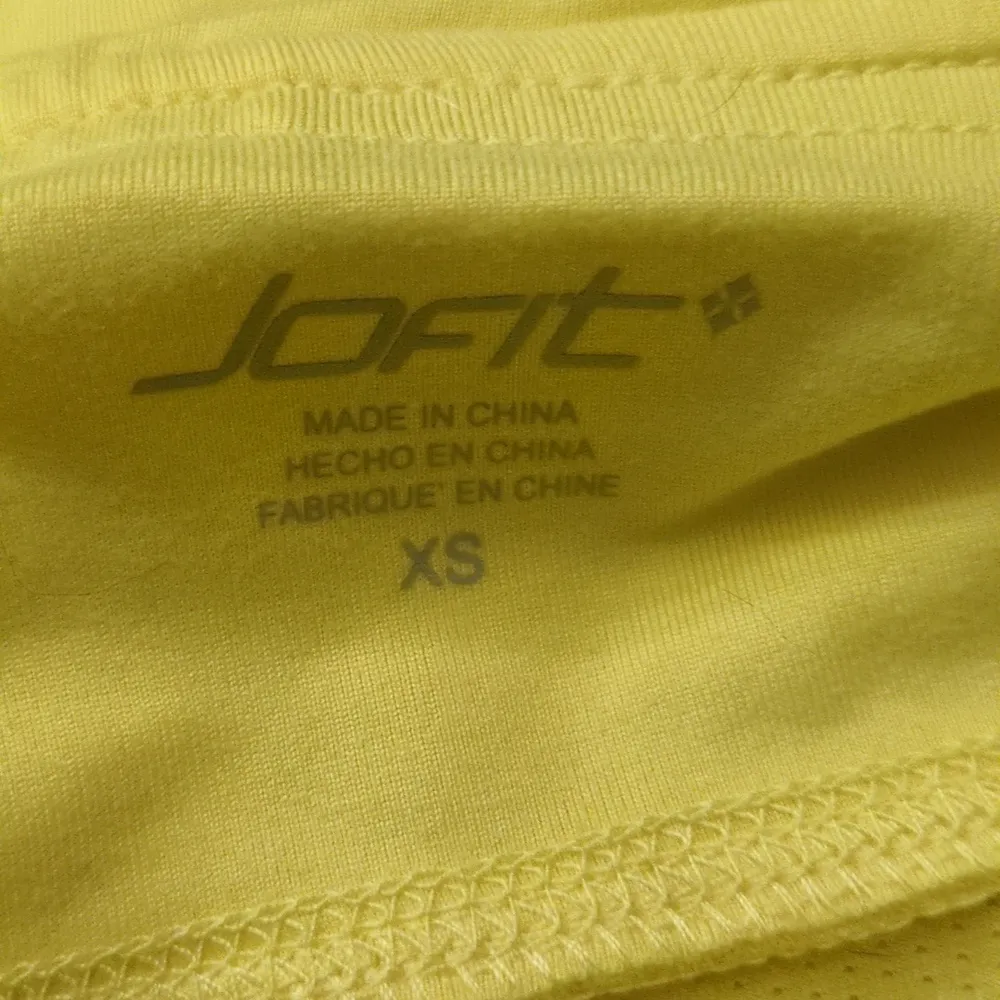 JOFIT
MADE IN CHINA
HECHO EN CHINA
FABRIQUE' EN CHINE
XS